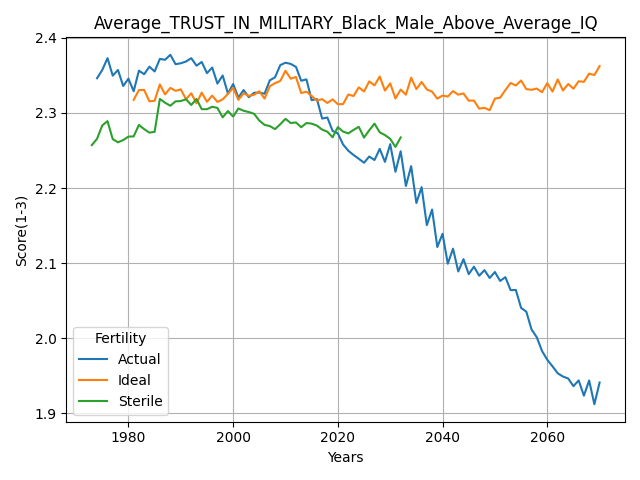 Average_TRUST_IN_MILITARY_Black_Male_Above_Average_IQ
Score(1-3)
2.4
2.3
2.2
2.1
2.0
1.9
Fertility
Actual
Ideal
Sterile
1980
2000
2020
2040
2060
Years